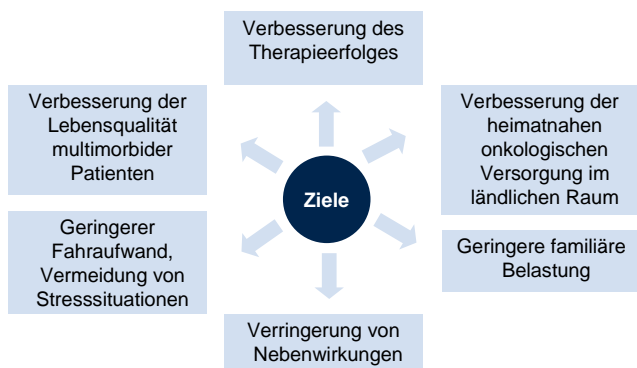 Verbesserung des
Therapieerfolges
Verbesserung der
Lebensqualität
multimorbider
Patienten
Verbesserung der
heimatnahen
onkologischen
Versorgung im
ländlichen Raum
Ziele
Geringerer
Fahraufwand,
Vermeidung von
Stresssituationen
Geringere familiäre
Belastung
Verringerung von
Nebenwirkungen